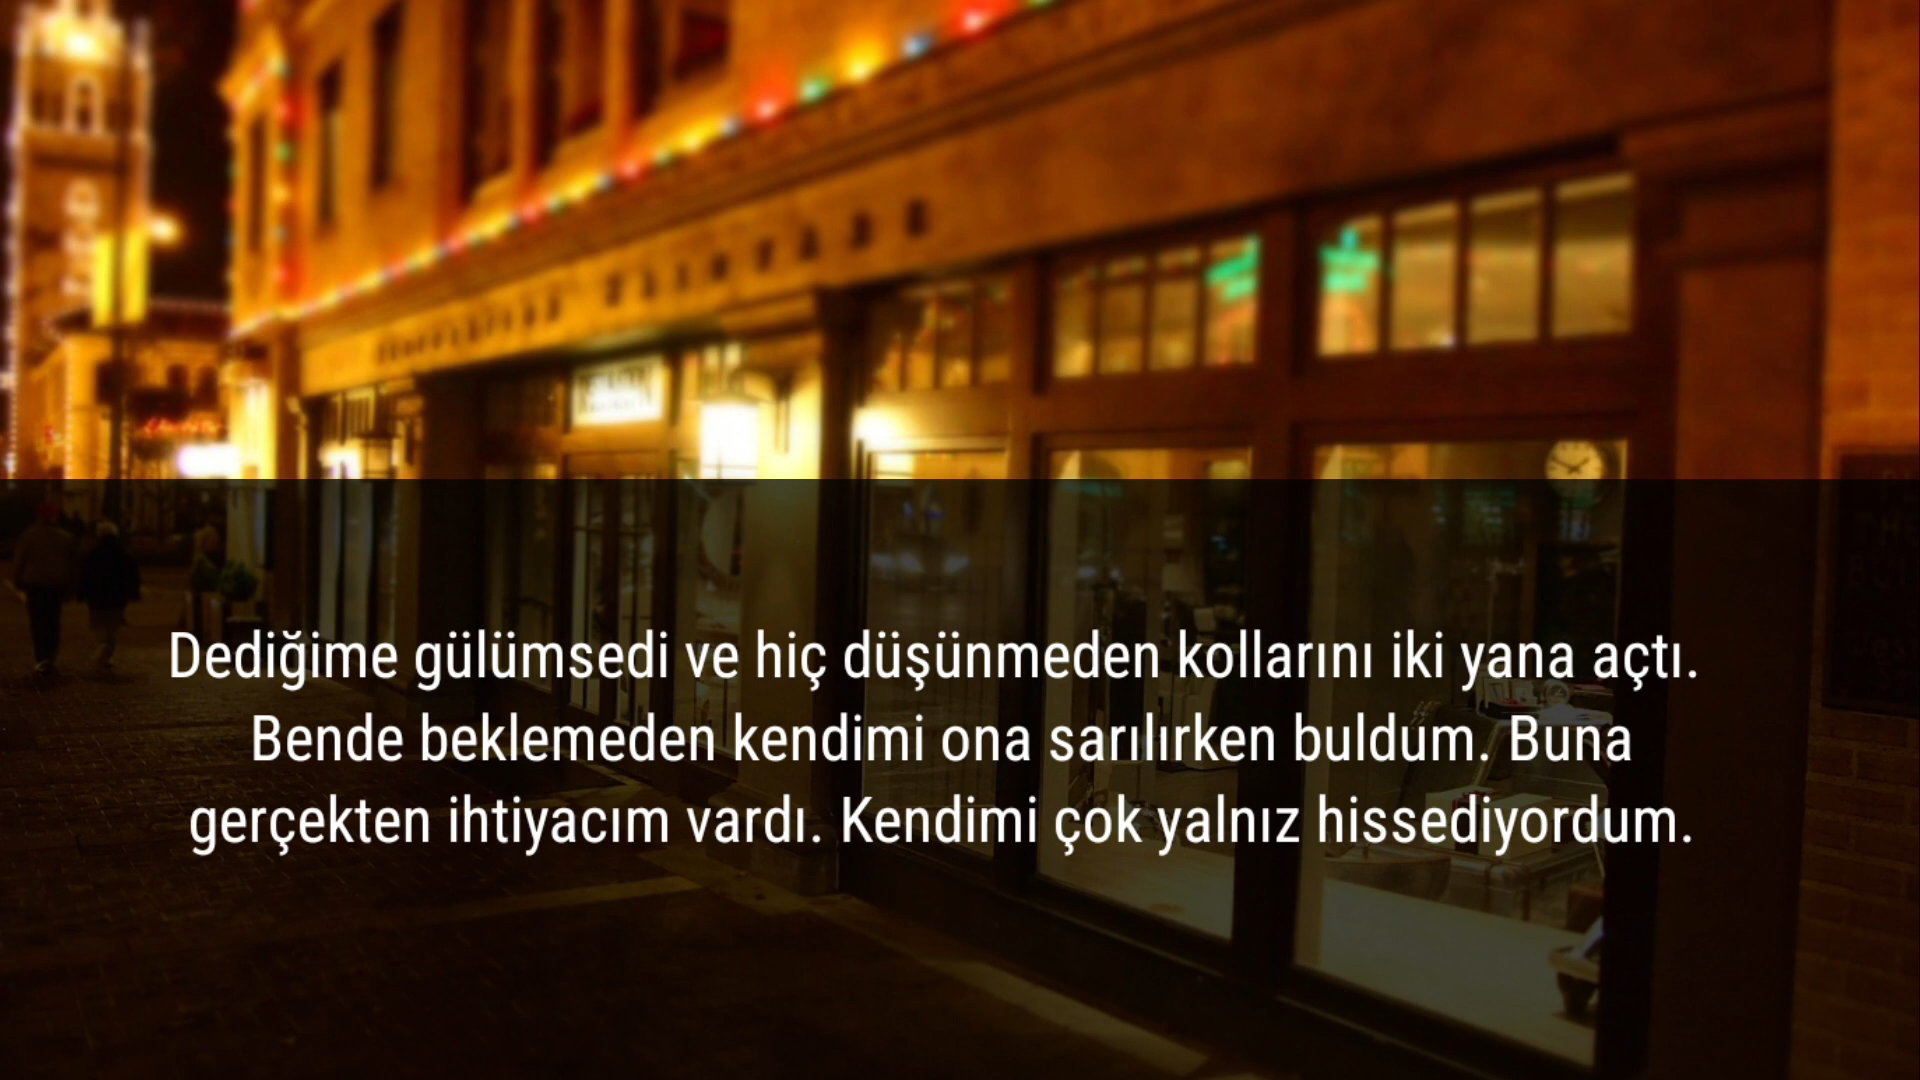 Dediğime gülümsedi ve hiç düşünmeden kollarını iki yana açtı.
Bende beklemeden kendimi ona sarılırken buldum. Buna
gerçekten ihtiyacım vardı. Kendimi çok yalnız hissediyordum.